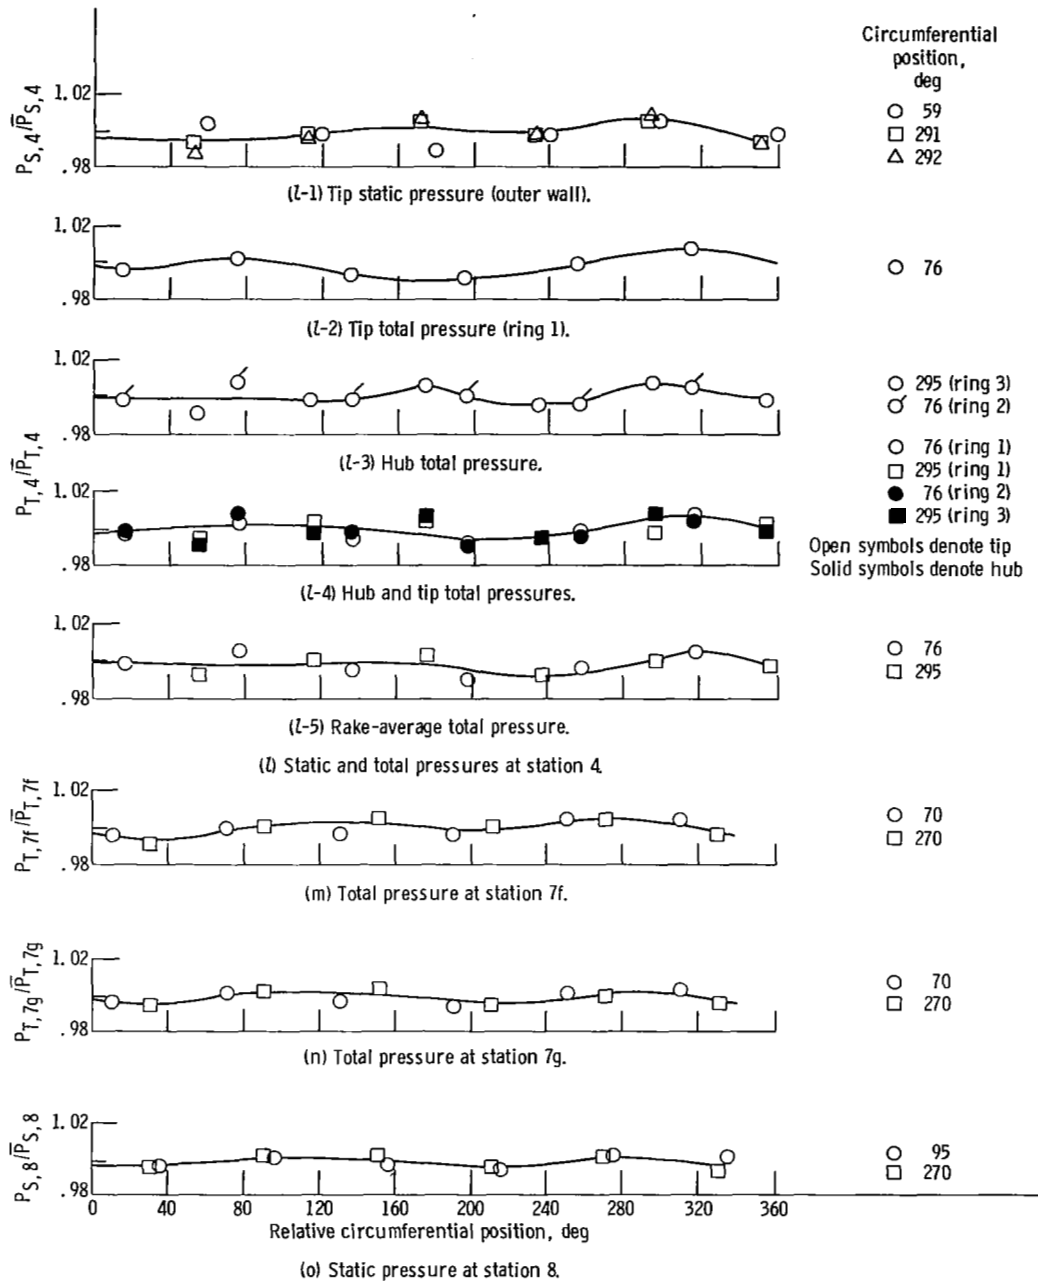 Circumferential
position,
deg
P_S,4/P̅_S,4
1.02
.98
○ 59
□ 291
△ 292
(l-1) Tip static pressure (outer wall).
1.02
.98
○ 76
(l-2) Tip total pressure (ring 1).
P_T,4/P̅_T,4
1.02
.98
295 (ring 3)
76 (ring 2)
(l-3) Hub total pressure.
1.02
.98
○ 76 (ring 1)
□ 295 (ring 1)
● 76 (ring 2)
■ 295 (ring 3)
Open symbols denote tip
Solid symbols denote hub
(l-4) Hub and tip total pressures.
1.02
.98
○ 76
□ 295
(l-5) Rake-average total pressure.
(l) Static and total pressures at station 4.
P_T,7f/P̅_T,7f
1.02
.98
○ 70
□ 270
(m) Total pressure at station 7f.
P_T,7g/P̅_T,7g
1.02
.98
○ 70
□ 270
(n) Total pressure at station 7g.
P_S,8/P̅_S,8
1.02
.98
○ 95
□ 270
0 40 80 120 160 200 240 280 320 360
Relative circumferential position, deg
(o) Static pressure at station 8.